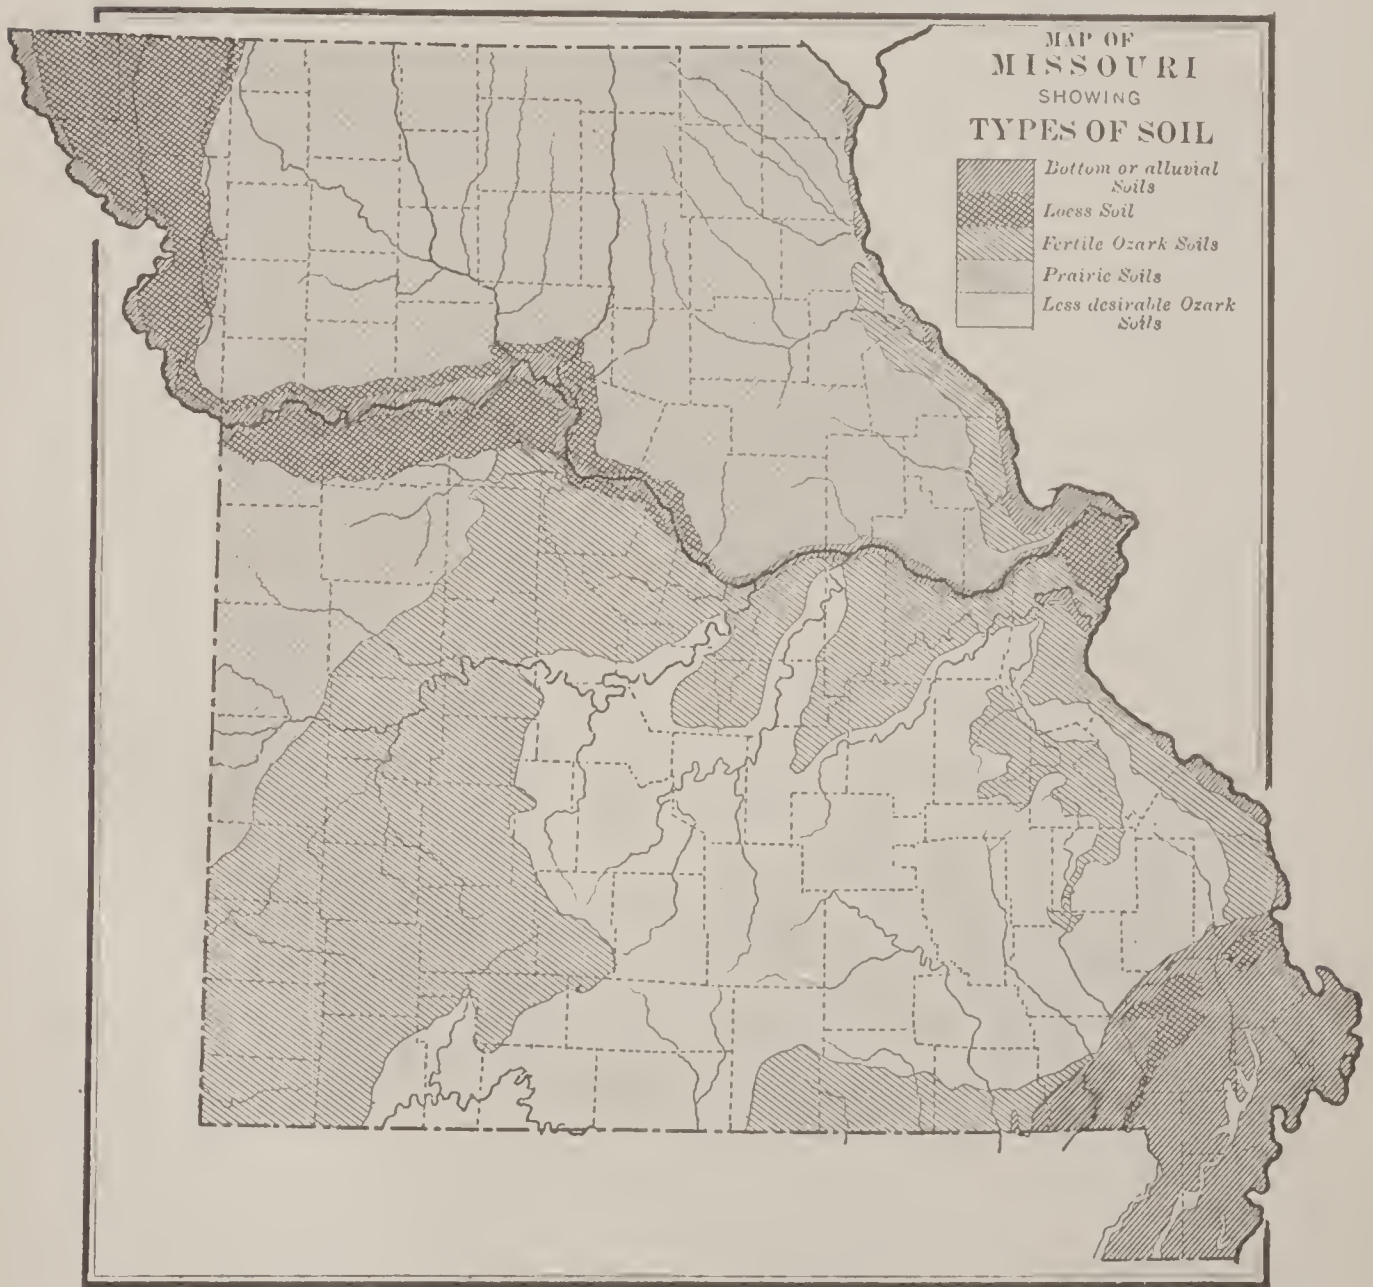 MAP OF
MISSOURI
SHOWING
TYPES OF SOIL
Bottom or alluvial
Soils
Loess Soil
Fertile Ozark Soils
Prairie Soils
Less desirable Ozark
Soils